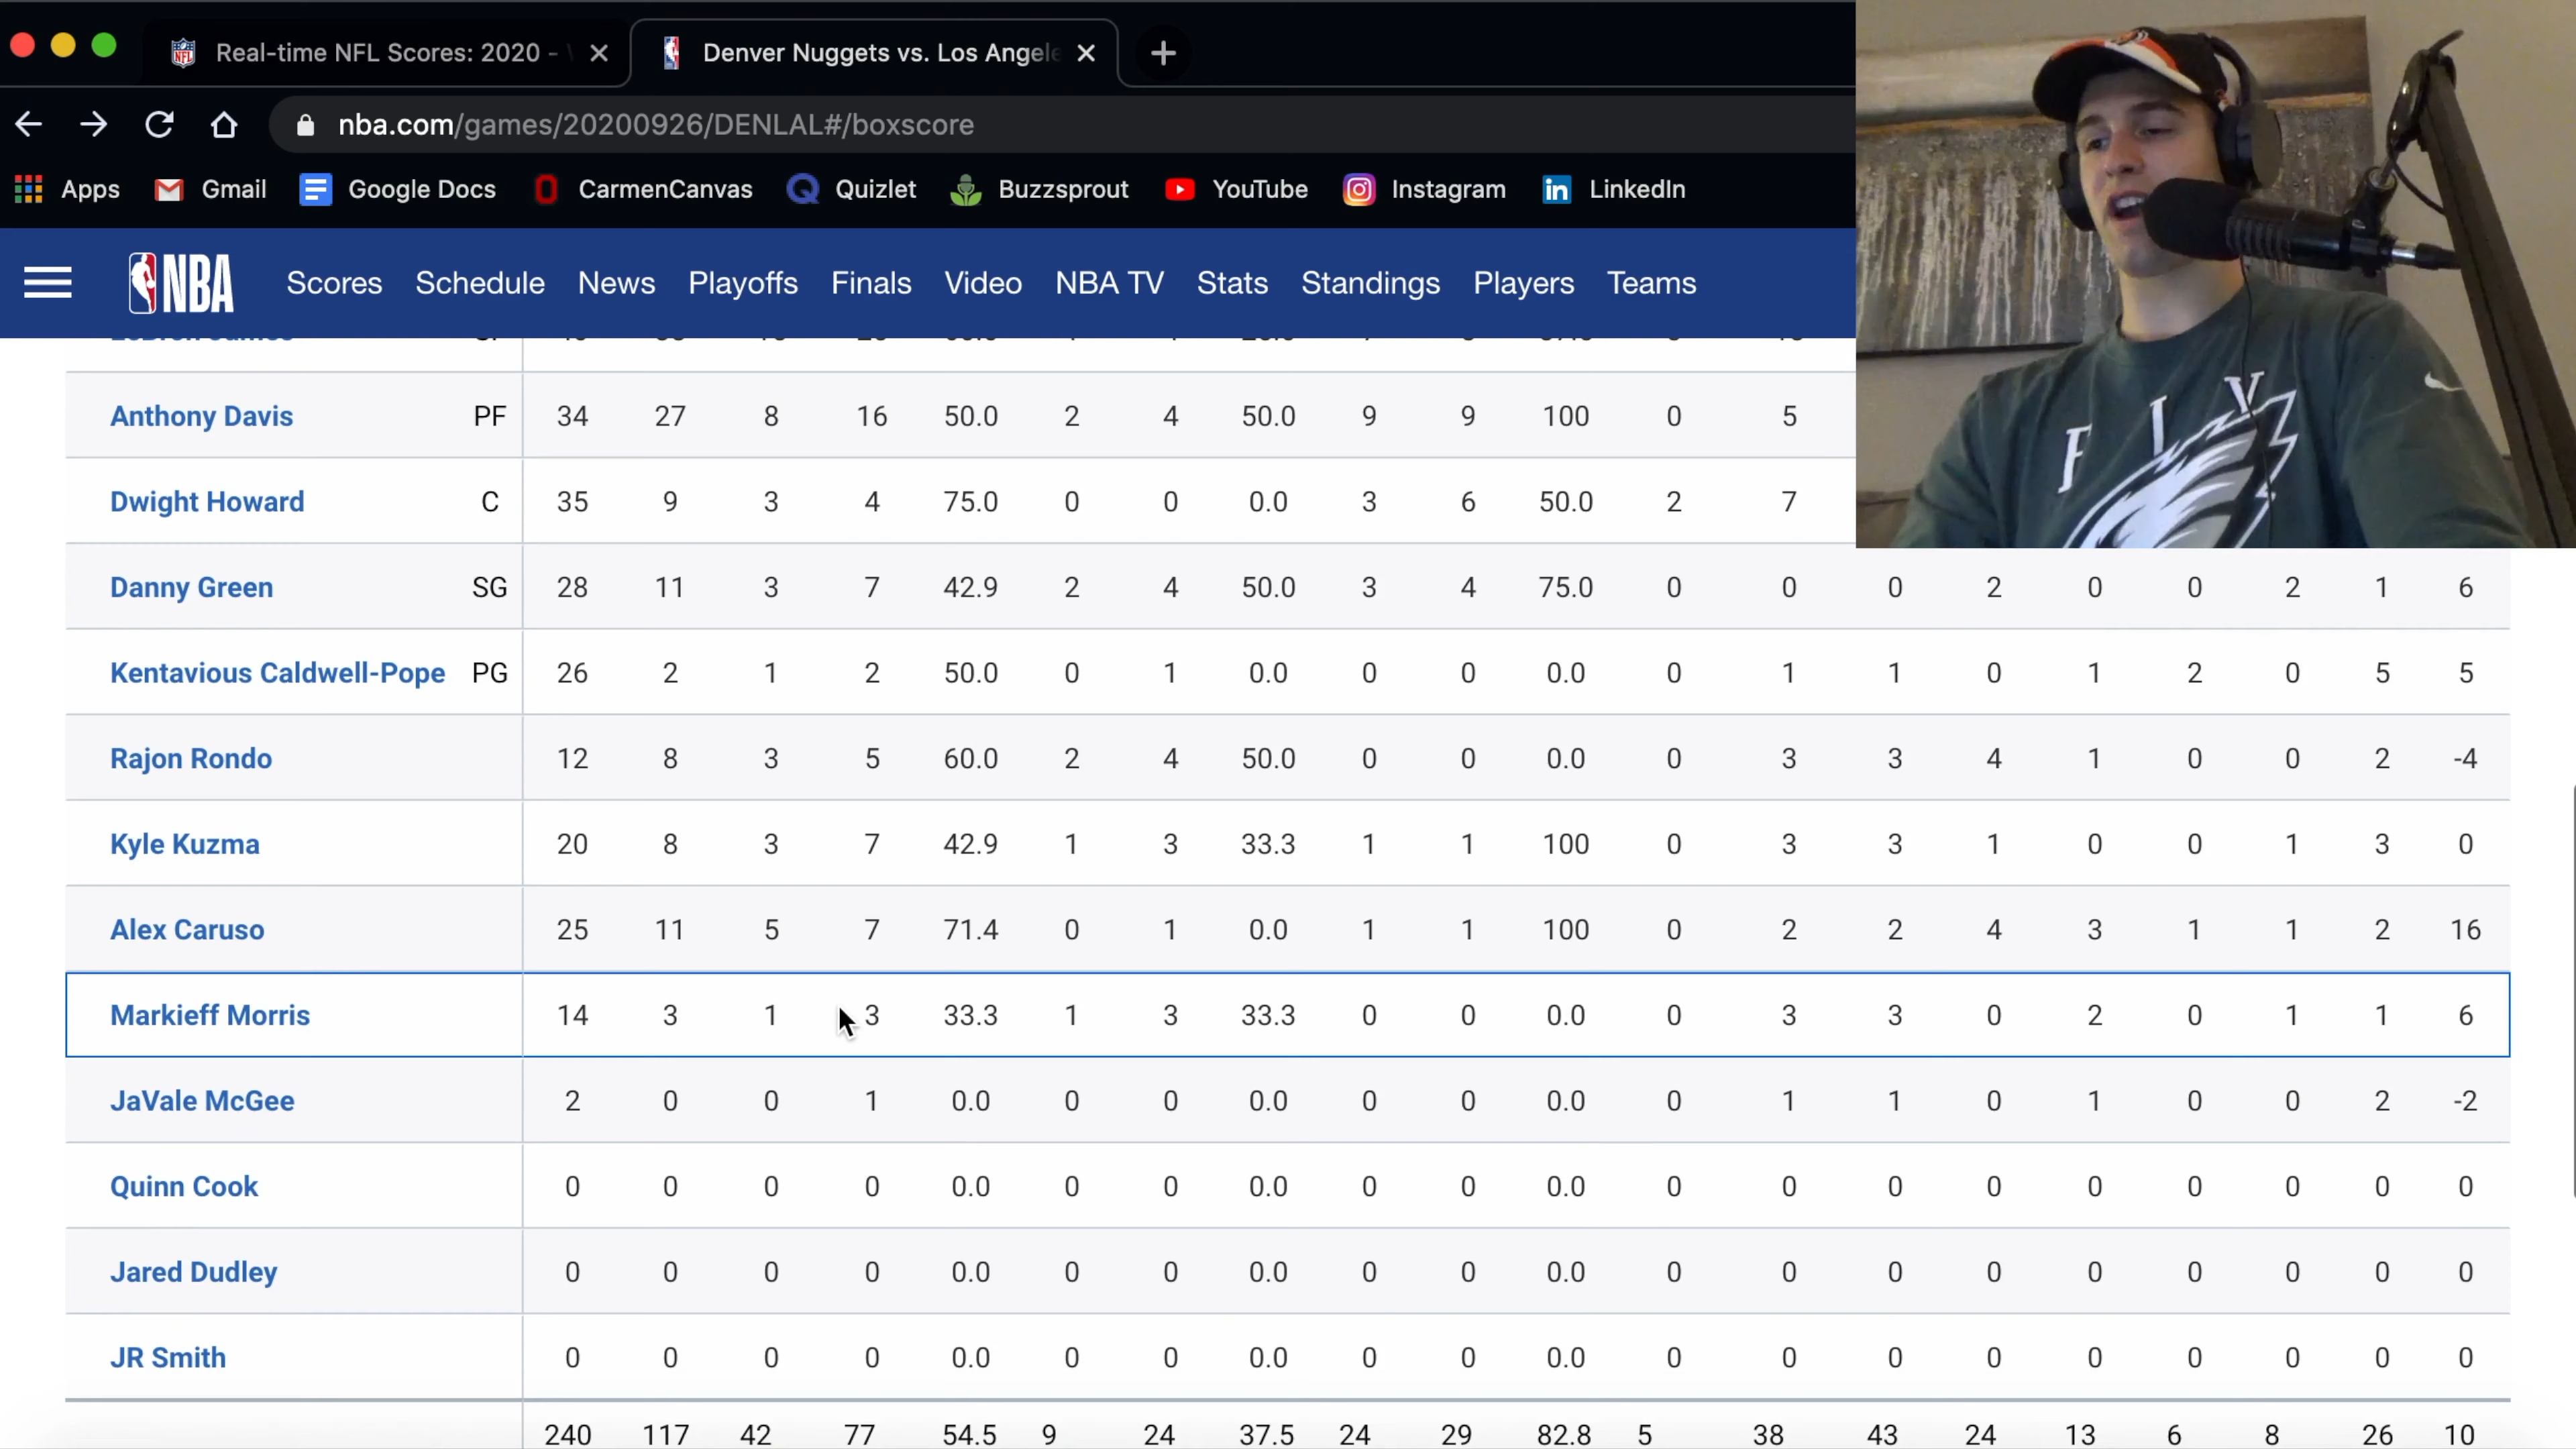 Real-time NFL Scores: 2020 -
Denver Nuggets vs. Los Angele
nba.com/games/20200926/DENLAL#/boxscore
Apps Gmail Google Docs CarmenCanvas Quizlet Buzzsprout YouTube Instagram LinkedIn
NBA Scores Schedule News Playoffs Finals Video NBA TV Stats Standings Players Teams
Anthony Davis PF 34 27 8 16 50.0 2 4 50.0 9 9 100 0 5
Dwight Howard C 35 9 3 4 75.0 0 0 0.0 3 6 50.0 2 7
Danny Green SG 28 11 3 7 42.9 2 4 50.0 3 4 75.0 0 0 0 2 0 0 2 1 6
Kentavious Caldwell-Pope PG 26 2 1 2 50.0 0 1 0.0 0 0 0.0 0 1 1 0 1 2 0 5 5
Rajon Rondo 12 8 3 5 60.0 2 4 50.0 0 0 0.0 0 3 3 4 1 0 0 2 -4
Kyle Kuzma 20 8 3 7 42.9 1 3 33.3 1 1 100 0 3 3 1 0 0 1 3 0
Alex Caruso 25 11 5 7 71.4 0 1 0.0 1 1 100 0 2 2 4 3 1 1 2 16
Markieff Morris 14 3 1 3 33.3 1 3 33.3 0 0 0.0 0 3 3 0 2 0 1 1 6
JaVale McGee 2 0 0 1 0.0 0 0 0.0 0 0 0.0 0 1 1 0 1 0 0 2 -2
Quinn Cook 0 0 0 0 0.0 0 0 0.0 0 0 0.0 0 0 0 0 0 0 0 0 0
Jared Dudley 0 0 0 0 0.0 0 0 0.0 0 0 0.0 0 0 0 0 0 0 0 0 0
JR Smith 0 0 0 0 0.0 0 0 0.0 0 0 0.0 0 0 0 0 0 0 0 0 0
240 117 42 77 54.5 9 24 37.5 24 29 82.8 5 38 43 24 13 6 8 26 10
FLY